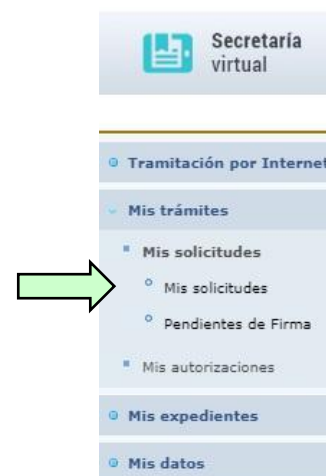 Secretaría
virtual
Tramitación por Internet
Mis trámites
Mis solicitudes
Mis solicitudes
Pendientes de Firma
Mis autorizaciones
Mis expedientes
Mis datos